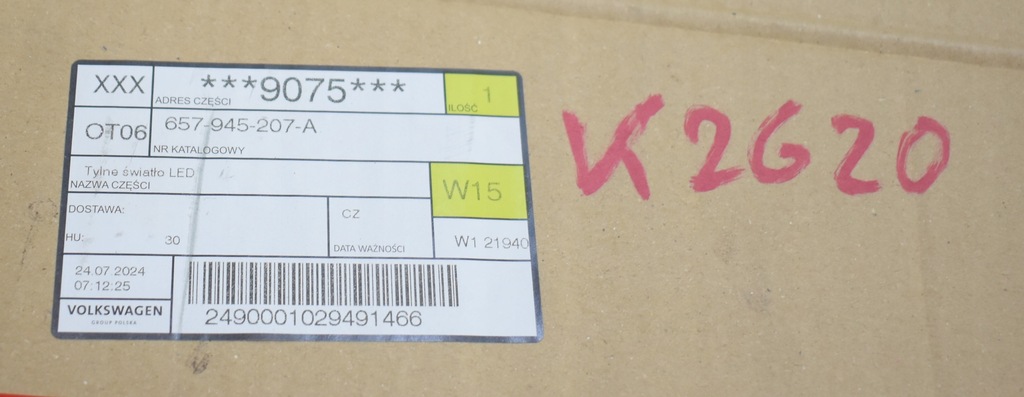 XXX
***9075***
ADRES CZĘŚCI
1
ILOŚĆ
OT06
657-945-207-A
NR KATALOGOWY
Tylne światło LED
NAZWA CZĘŚCI
W15
DOSTAWA:
HU: 30
CZ
DATA WAŻNOŚCI
W1 21940
24.07.2024
07:12:25
VOLKSWAGEN
GROUP POLSKA
2490001029491466
K2G20